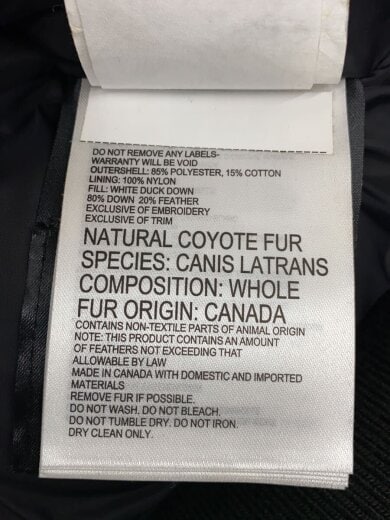 DO NOT REMOVE ANY LABELS-
WARRANTY WILL BE VOID
OUTERSHELL: 85% POLYESTER, 15% COTTON
LINING: 100% NYLON
FILL: WHITE DUCK DOWN
80% DOWN 20% FEATHER
EXCLUSIVE OF EMBROIDERY
EXCLUSIVE OF TRIM
NATURAL COYOTE FUR
SPECIES: CANIS LATRANS
COMPOSITION: WHOLE
FUR ORIGIN: CANADA
CONTAINS NON-TEXTILE PARTS OF ANIMAL ORIGIN
NOTE: THIS PRODUCT CONTAINS AN AMOUNT
OF FEATHERS NOT EXCEEDING THAT
ALLOWABLE BY LAW
MADE IN CANADA WITH DOMESTIC AND IMPORTED
MATERIALS
REMOVE FUR IF POSSIBLE.
DO NOT WASH. DO NOT BLEACH.
DO NOT TUMBLE DRY. DO NOT IRON.
DRY CLEAN ONLY.